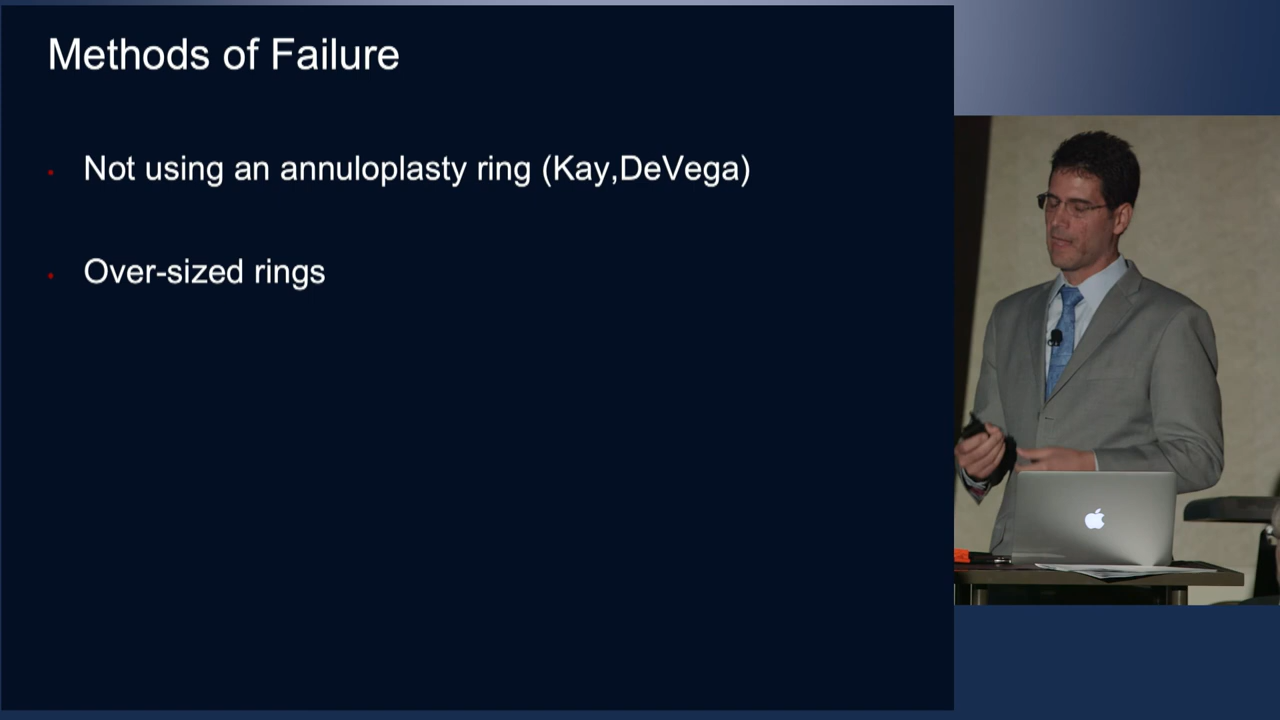 Methods of Failure
Not using an annuloplasty ring (Kay,DeVega)
Over-sized rings